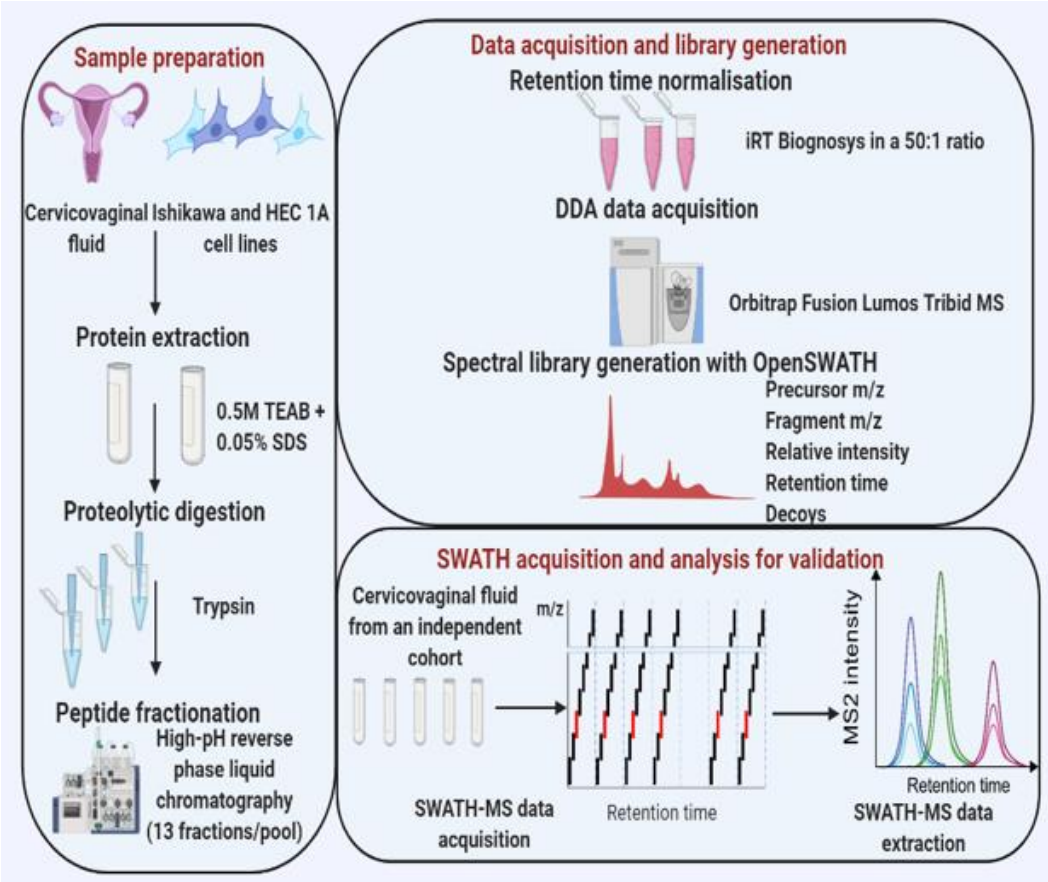 Sample preparation
Cervicovaginal Ishikawa and HEC 1A
fluid cell lines
Protein extraction
0.5M TEAB +
0.05% SDS
Proteolytic digestion
Trypsin
Peptide fractionation
High-pH reverse
phase liquid
chromatography
(13 fractions/pool)
Data acquisition and library generation
Retention time normalisation
iRT Biognosys in a 50:1 ratio
DDA data acquisition
Orbitrap Fusion Lumos Tribid MS
Spectral library generation with OpenSWATH
Precursor m/z
Fragment m/z
Relative intensity
Retention time
Decoys
SWATH acquisition and analysis for validation
Cervicovaginal fluid
from an independent
cohort
SWATH-MS data
acquisition
m/z
Retention time
MS2 intensity
Retention time
SWATH-MS data
extraction